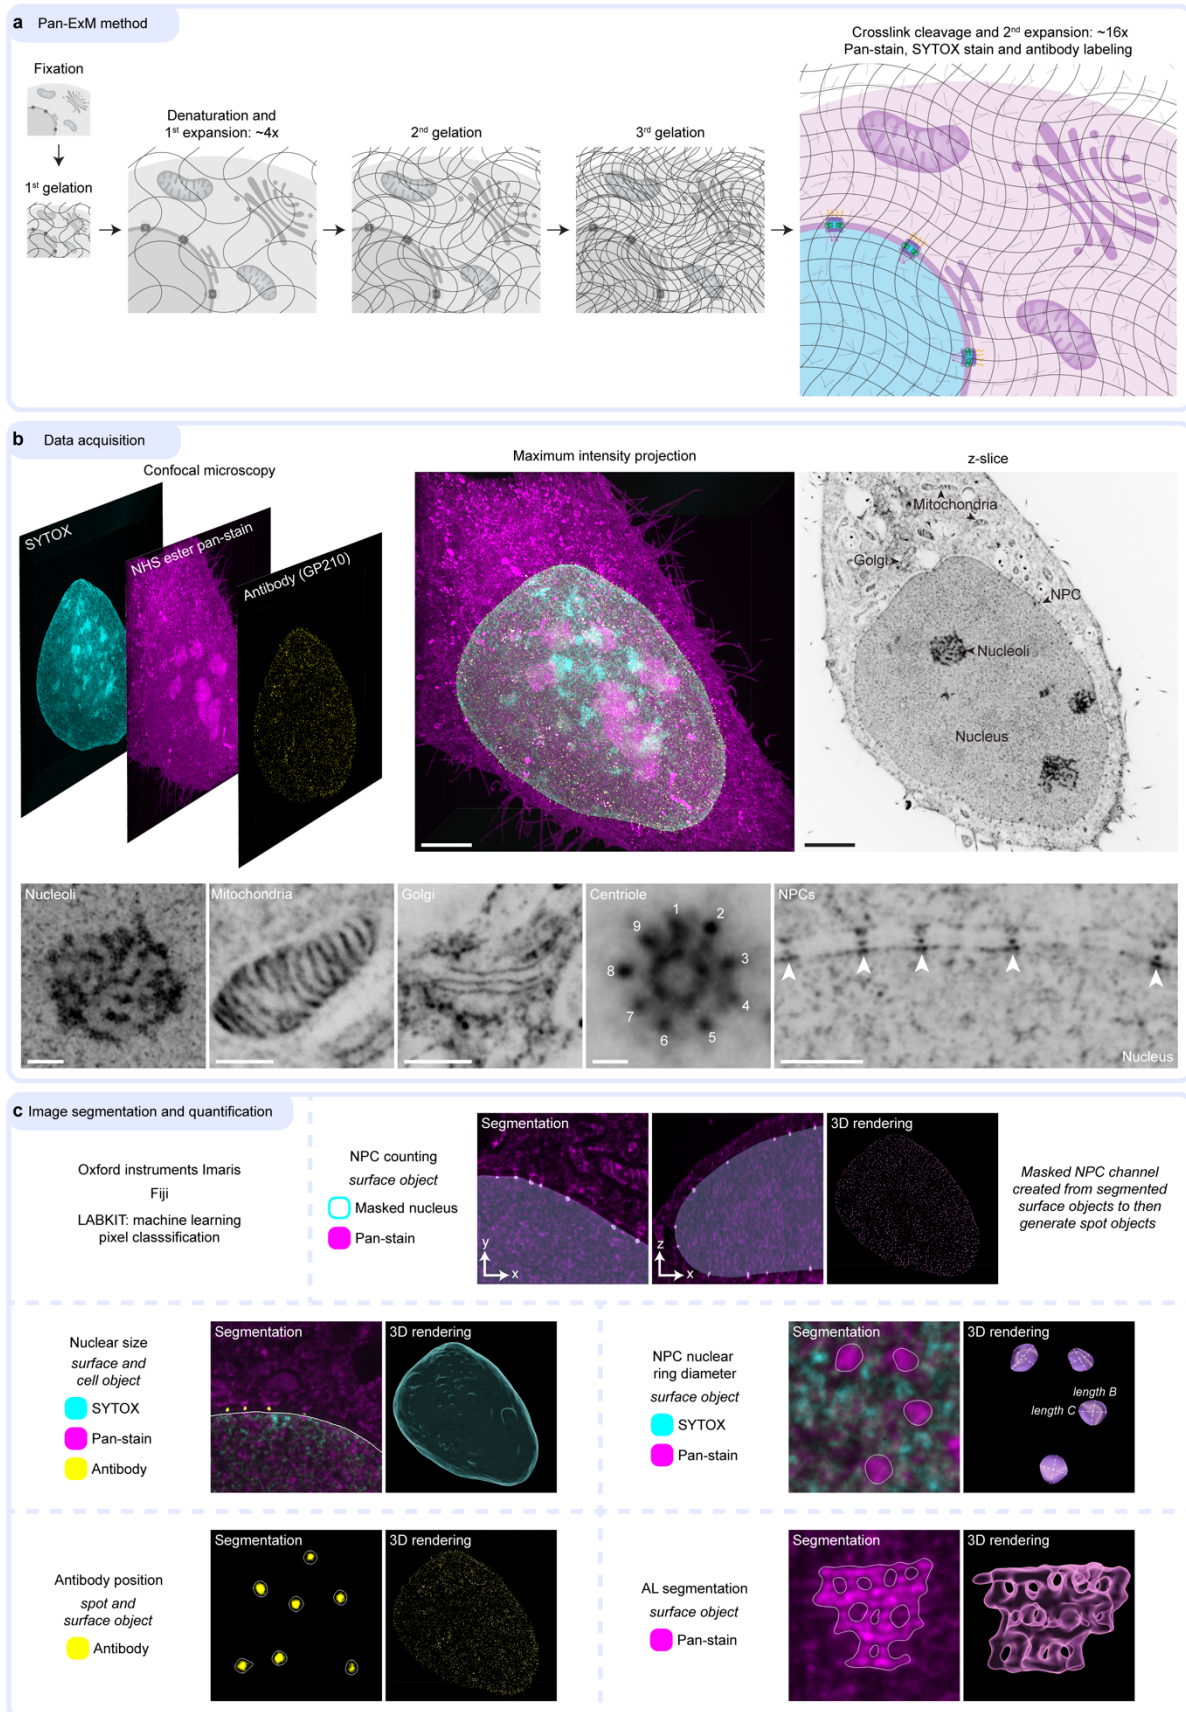 a Pan-ExM method
Fixation
1st gelation
Denaturation and
1st expansion: ~4x
2nd gelation
3rd gelation
Crosslink cleavage and 2nd expansion: ~16x
Pan-stain, SYTOX stain and antibody labeling
b Data acquisition
Confocal microscopy
SYTOX
NHS ester pan-stain
Antibody (GP210)
Maximum intensity projection
z-slice
Mitochondria
Golgi
NPC
Nucleoli
Nucleus
Nucleoli
Mitochondria
Golgi
Centriole
1
2
3
4
5
6
7
8
9
NPCs
Nucleus
c Image segmentation and quantification
Oxford instruments Imaris
Fiji
LABKIT: machine learning
pixel classsification
NPC counting
surface object
Masked nucleus
Pan-stain
Segmentation
y
x
z
x
3D rendering
Masked NPC channel
created from segmented
surface objects to then
generate spot objects
Nuclear size
surface and
cell object
SYTOX
Pan-stain
Antibody
Segmentation
3D rendering
NPC nuclear
ring diameter
surface object
SYTOX
Pan-stain
Segmentation
3D rendering
length B
length C
Antibody position
spot and
surface object
Antibody
Segmentation
3D rendering
AL segmentation
surface object
Pan-stain
Segmentation
3D rendering